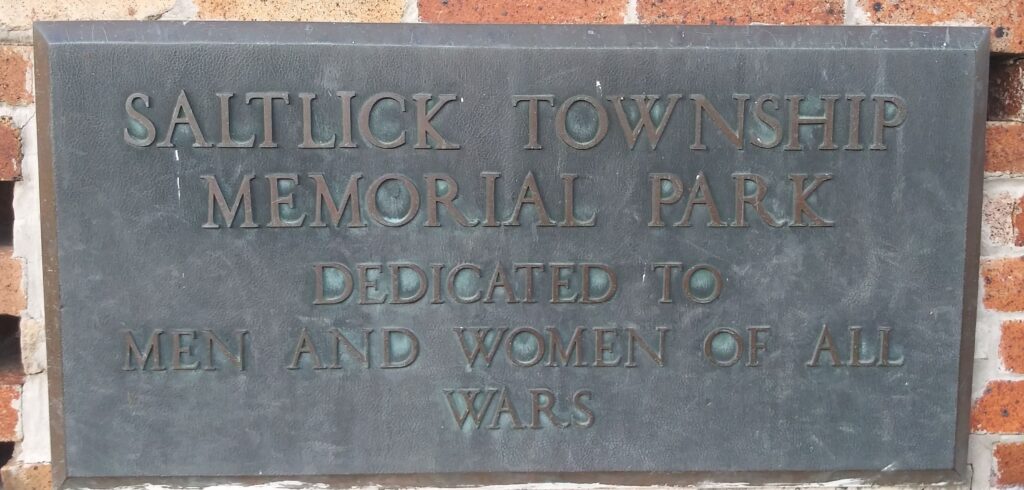 SALTLICK TOWNSHIP
MEMORIAL PARK
DEDICATED TO
MEN AND WOMEN OF ALL
WARS